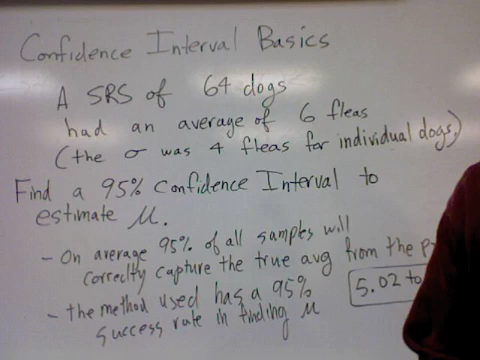 Confidence Interval Basics
A SRS of 64 dogs
had an average of 6 fleas
(the σ was 4 fleas for individual dogs.)
Find a 95% Confidence Interval to
estimate μ.
- On average 95% of all samples will
correctly capture the true avg from the
- the method used has a 95%
success rate in finding μ
5.02 to